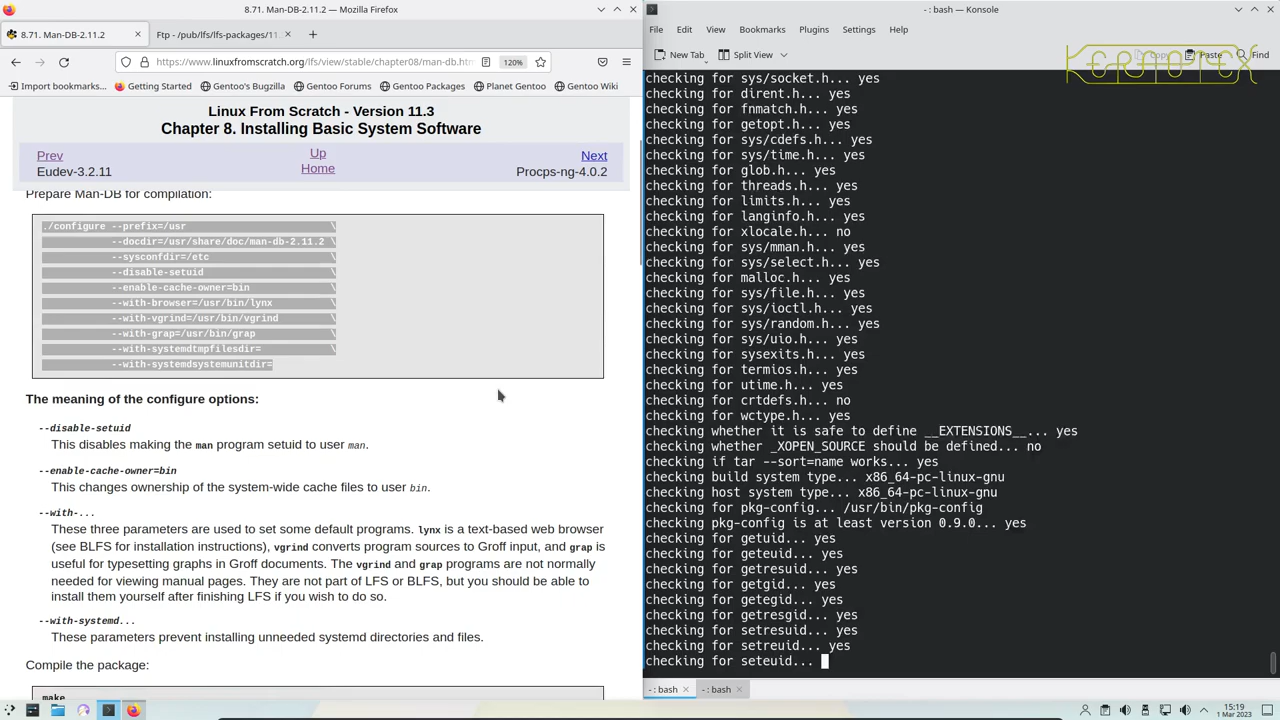 8.71. Man-DB-2.11.2 — Mozilla Firefox
8.71. Man-DB-2.11.2
Ftp - /pub/lfs/lfs-packages/11.
https://www.linuxfromscratch.org/lfs/view/stable/chapter08/man-db.htm
120%
Import bookmarks...
Getting Started
Gentoo's Bugzilla
Gentoo Forums
Gentoo Packages
Planet Gentoo
Gentoo Wiki
Linux From Scratch - Version 11.3
Chapter 8. Installing Basic System Software
Prev
Up
Next
Eudev-3.2.11
Home
Procps-ng-4.0.2
Prepare Man-DB for compilation:
./configure --prefix=/usr \
--docdir=/usr/share/doc/man-db-2.11.2 \
--sysconfdir=/etc \
--disable-setuid \
--enable-cache-owner=bin \
--with-browser=/usr/bin/lynx \
--with-vgrind=/usr/bin/vgrind \
--with-grap=/usr/bin/grap \
--with-systemdtmpfilesdir= \
--with-systemdsystemunitdir=
The meaning of the configure options:
--disable-setuid
This disables making the man program setuid to user man.
--enable-cache-owner=bin
This changes ownership of the system-wide cache files to user bin.
--with-...
These three parameters are used to set some default programs. lynx is a text-based web browser
(see BLFS for installation instructions), vgrind converts program sources to Groff input, and grap is
useful for typesetting graphs in Groff documents. The vgrind and grap programs are not normally
needed for viewing manual pages. They are not part of LFS or BLFS, but you should be able to
install them yourself after finishing LFS if you wish to do so.
--with-systemd...
These parameters prevent installing unneeded systemd directories and files.
Compile the package:
make
- : bash — Konsole
File Edit View Bookmarks Plugins Settings Help
New Tab
Split View
Copy
Paste
Find
KERNOTEX
checking for sys/socket.h... yes
checking for dirent.h... yes
checking for fnmatch.h... yes
checking for getopt.h... yes
checking for sys/cdefs.h... yes
checking for sys/time.h... yes
checking for glob.h... yes
checking for threads.h... yes
checking for limits.h... yes
checking for langinfo.h... yes
checking for xlocale.h... no
checking for sys/mman.h... yes
checking for sys/select.h... yes
checking for malloc.h... yes
checking for sys/file.h... yes
checking for sys/ioctl.h... yes
checking for sys/random.h... yes
checking for sys/uio.h... yes
checking for sysexits.h... yes
checking for termios.h... yes
checking for utime.h... yes
checking for crtdefs.h... no
checking for wctype.h... yes
checking whether it is safe to define __EXTENSIONS__... yes
checking whether _XOPEN_SOURCE should be defined... no
checking if tar --sort=name works... yes
checking build system type... x86_64-pc-linux-gnu
checking host system type... x86_64-pc-linux-gnu
checking for pkg-config... /usr/bin/pkg-config
checking pkg-config is at least version 0.9.0... yes
checking for getuid... yes
checking for geteuid... yes
checking for getresuid... yes
checking for getgid... yes
checking for getegid... yes
checking for getresgid... yes
checking for setresuid... yes
checking for setreuid... yes
checking for seteuid...
- : bash
- : bash
15:19
1 Mar 2023